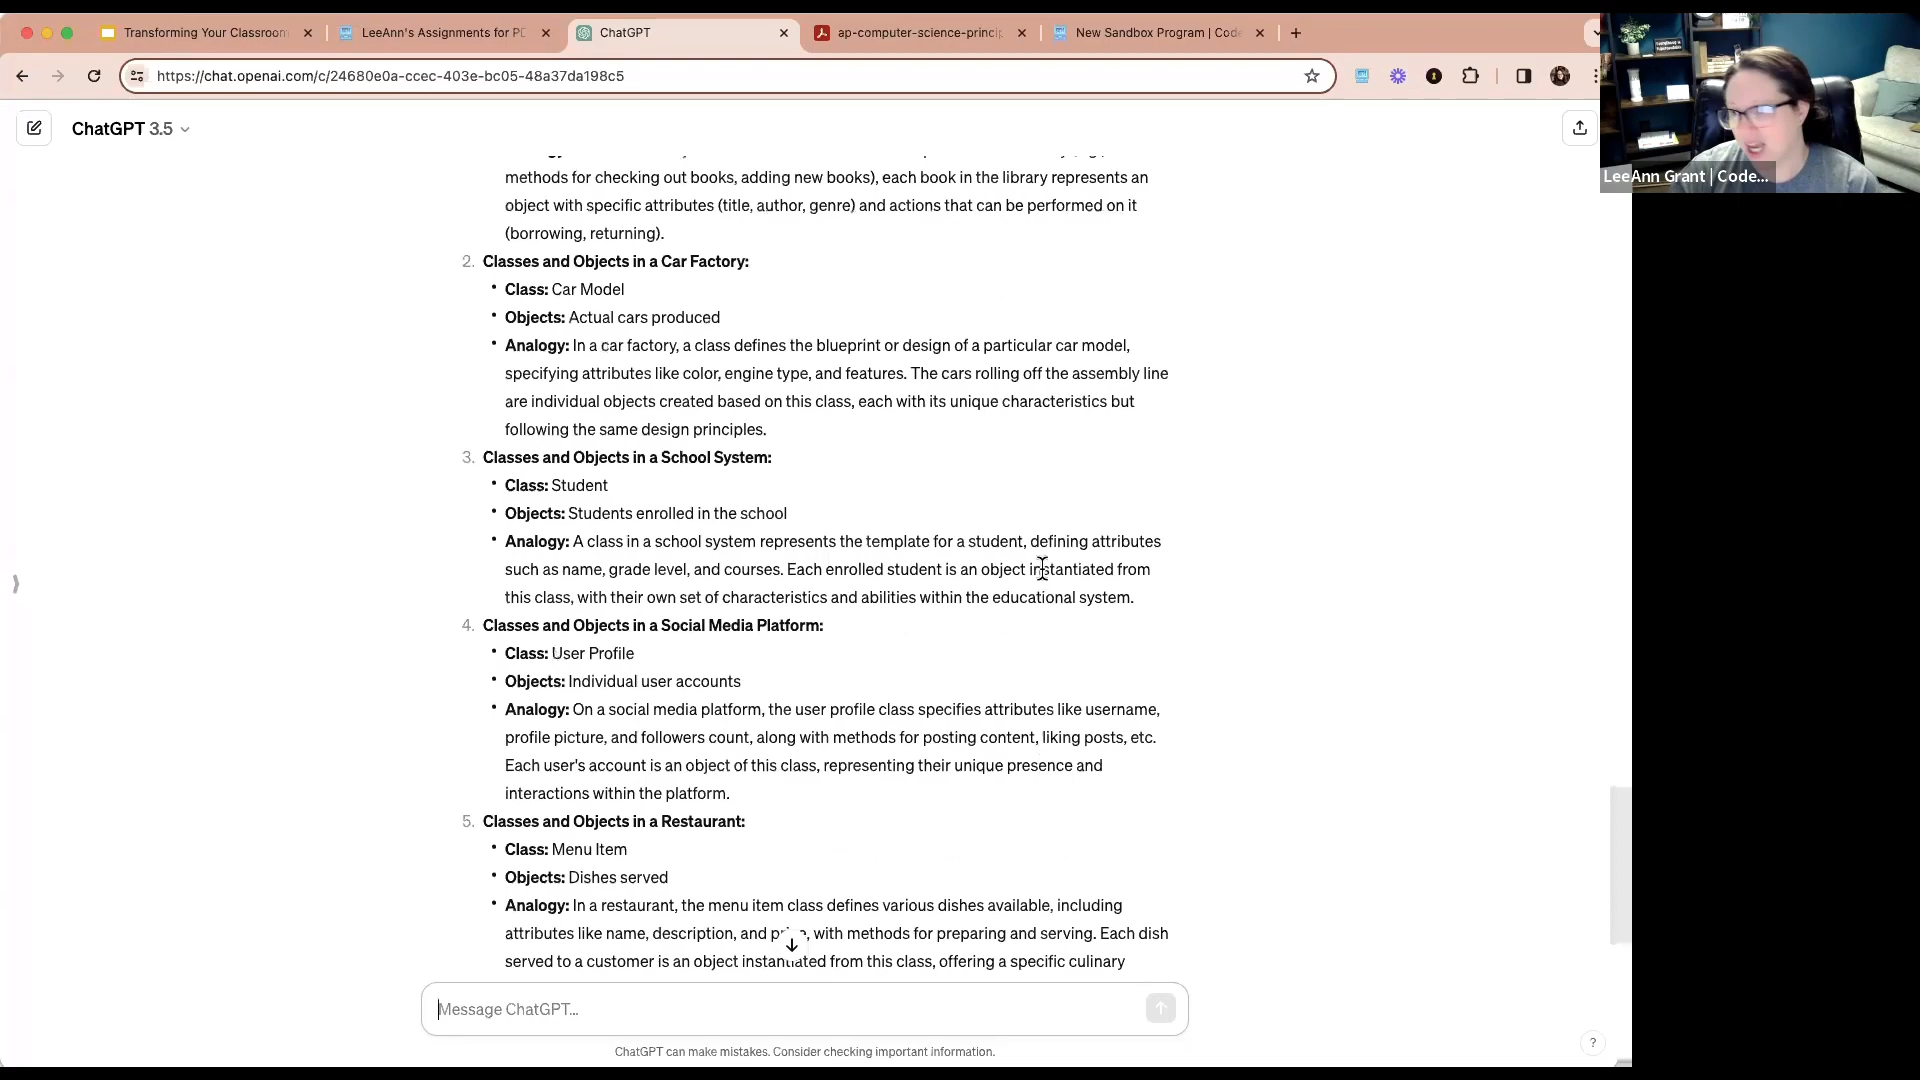 Transforming Your Classroom
LeeAnn's Assignments for PD
ChatGPT
ap-computer-science-princip
New Sandbox Program | Code
https://chat.openai.com/c/24680e0a-ccec-403e-bc05-48a37da198c5
LeeAnn Grant | Code...
ChatGPT 3.5
methods for checking out books, adding new books), each book in the library represents an
object with specific attributes (title, author, genre) and actions that can be performed on it
(borrowing, returning).
2. Classes and Objects in a Car Factory:
• Class: Car Model
• Objects: Actual cars produced
• Analogy: In a car factory, a class defines the blueprint or design of a particular car model,
specifying attributes like color, engine type, and features. The cars rolling off the assembly line
are individual objects created based on this class, each with its unique characteristics but
following the same design principles.
3. Classes and Objects in a School System:
• Class: Student
• Objects: Students enrolled in the school
• Analogy: A class in a school system represents the template for a student, defining attributes
such as name, grade level, and courses. Each enrolled student is an object instantiated from
this class, with their own set of characteristics and abilities within the educational system.
4. Classes and Objects in a Social Media Platform:
• Class: User Profile
• Objects: Individual user accounts
• Analogy: On a social media platform, the user profile class specifies attributes like username,
profile picture, and followers count, along with methods for posting content, liking posts, etc.
Each user's account is an object of this class, representing their unique presence and
interactions within the platform.
5. Classes and Objects in a Restaurant:
• Class: Menu Item
• Objects: Dishes served
• Analogy: In a restaurant, the menu item class defines various dishes available, including
attributes like name, description, and price, with methods for preparing and serving. Each dish
served to a customer is an object instantiated from this class, offering a specific culinary
Message ChatGPT...
ChatGPT can make mistakes. Consider checking important information.
?